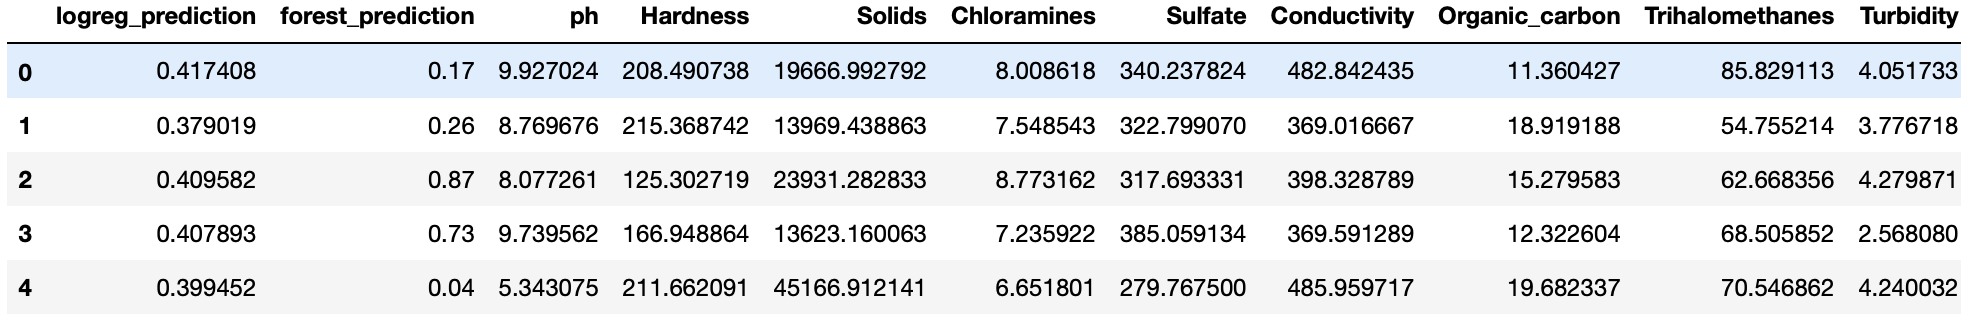 logreg_prediction forest_prediction ph Hardness Solids Chloramines Sulfate Conductivity Organic_carbon Trihalomethanes Turbidity
0 0.417408 0.17 9.927024 208.490738 19666.992792 8.008618 340.237824 482.842435 11.360427 85.829113 4.051733
1 0.379019 0.26 8.769676 215.368742 13969.438863 7.548543 322.799070 369.016667 18.919188 54.755214 3.776718
2 0.409582 0.87 8.077261 125.302719 23931.282833 8.773162 317.693331 398.328789 15.279583 62.668356 4.279871
3 0.407893 0.73 9.739562 166.948864 13623.160063 7.235922 385.059134 369.591289 12.322604 68.505852 2.568080
4 0.399452 0.04 5.343075 211.662091 45166.912141 6.651801 279.767500 485.959717 19.682337 70.546862 4.240032